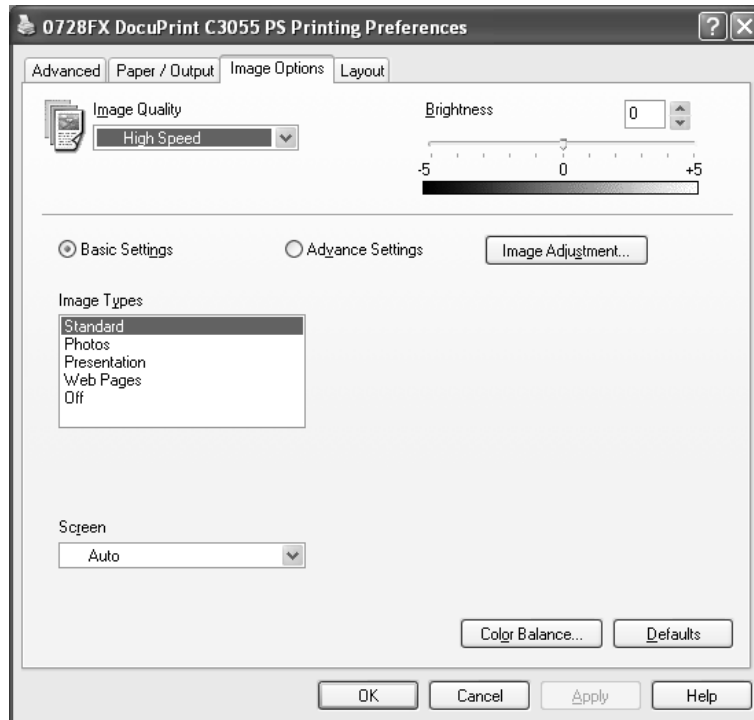 0728FX DocuPrint C3055 PS Printing Preferences
Advanced Paper / Output Image Options Layout
Image Quality
High Speed
Brightness
0
-5 0 +5
Basic Settings
Advance Settings
Image Adjustment...
Image Types
Standard
Photos
Presentation
Web Pages
Off
Screen
Auto
Color Balance...
Defaults
OK
Cancel
Apply
Help